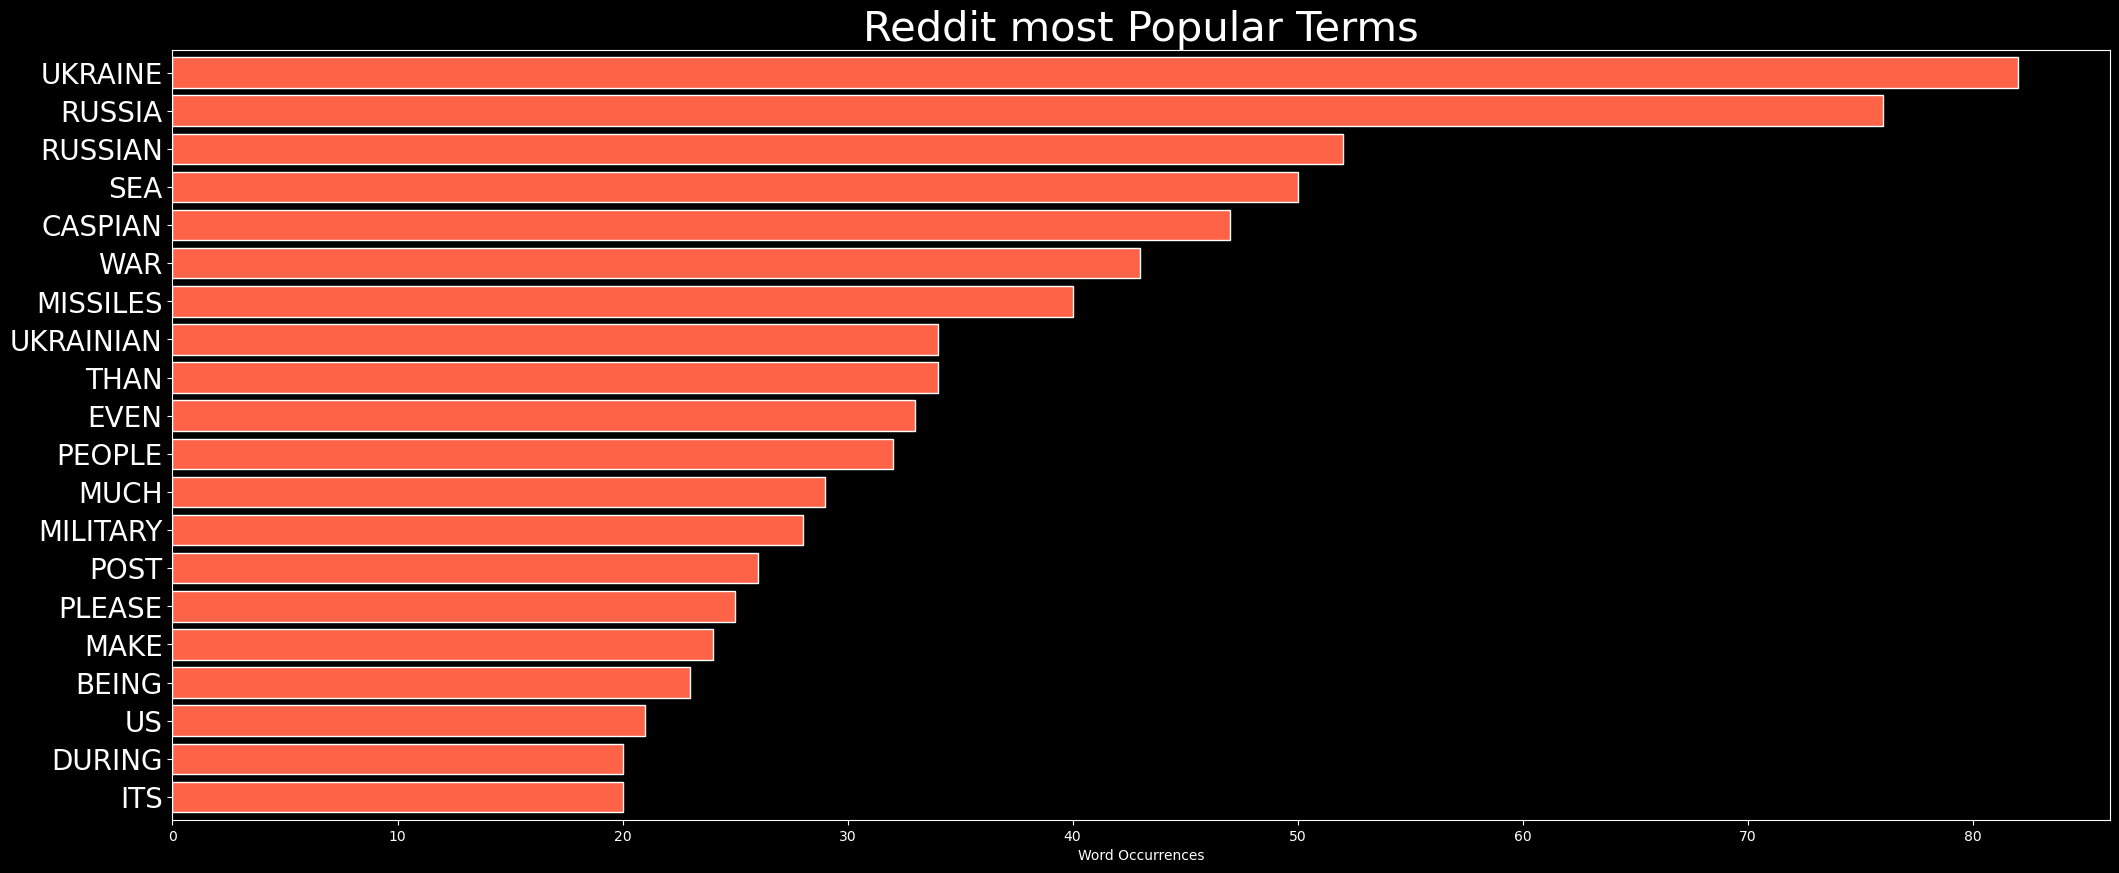 Reddit most Popular Terms
UKRAINE
RUSSIA
RUSSIAN
SEA
CASPIAN
WAR
MISSILES
UKRAINIAN
THAN
EVEN
PEOPLE
MUCH
MILITARY
POST
PLEASE
MAKE
BEING
US
DURING
ITS
0 10 20 30 40 50 60 70 80
Word Occurrences